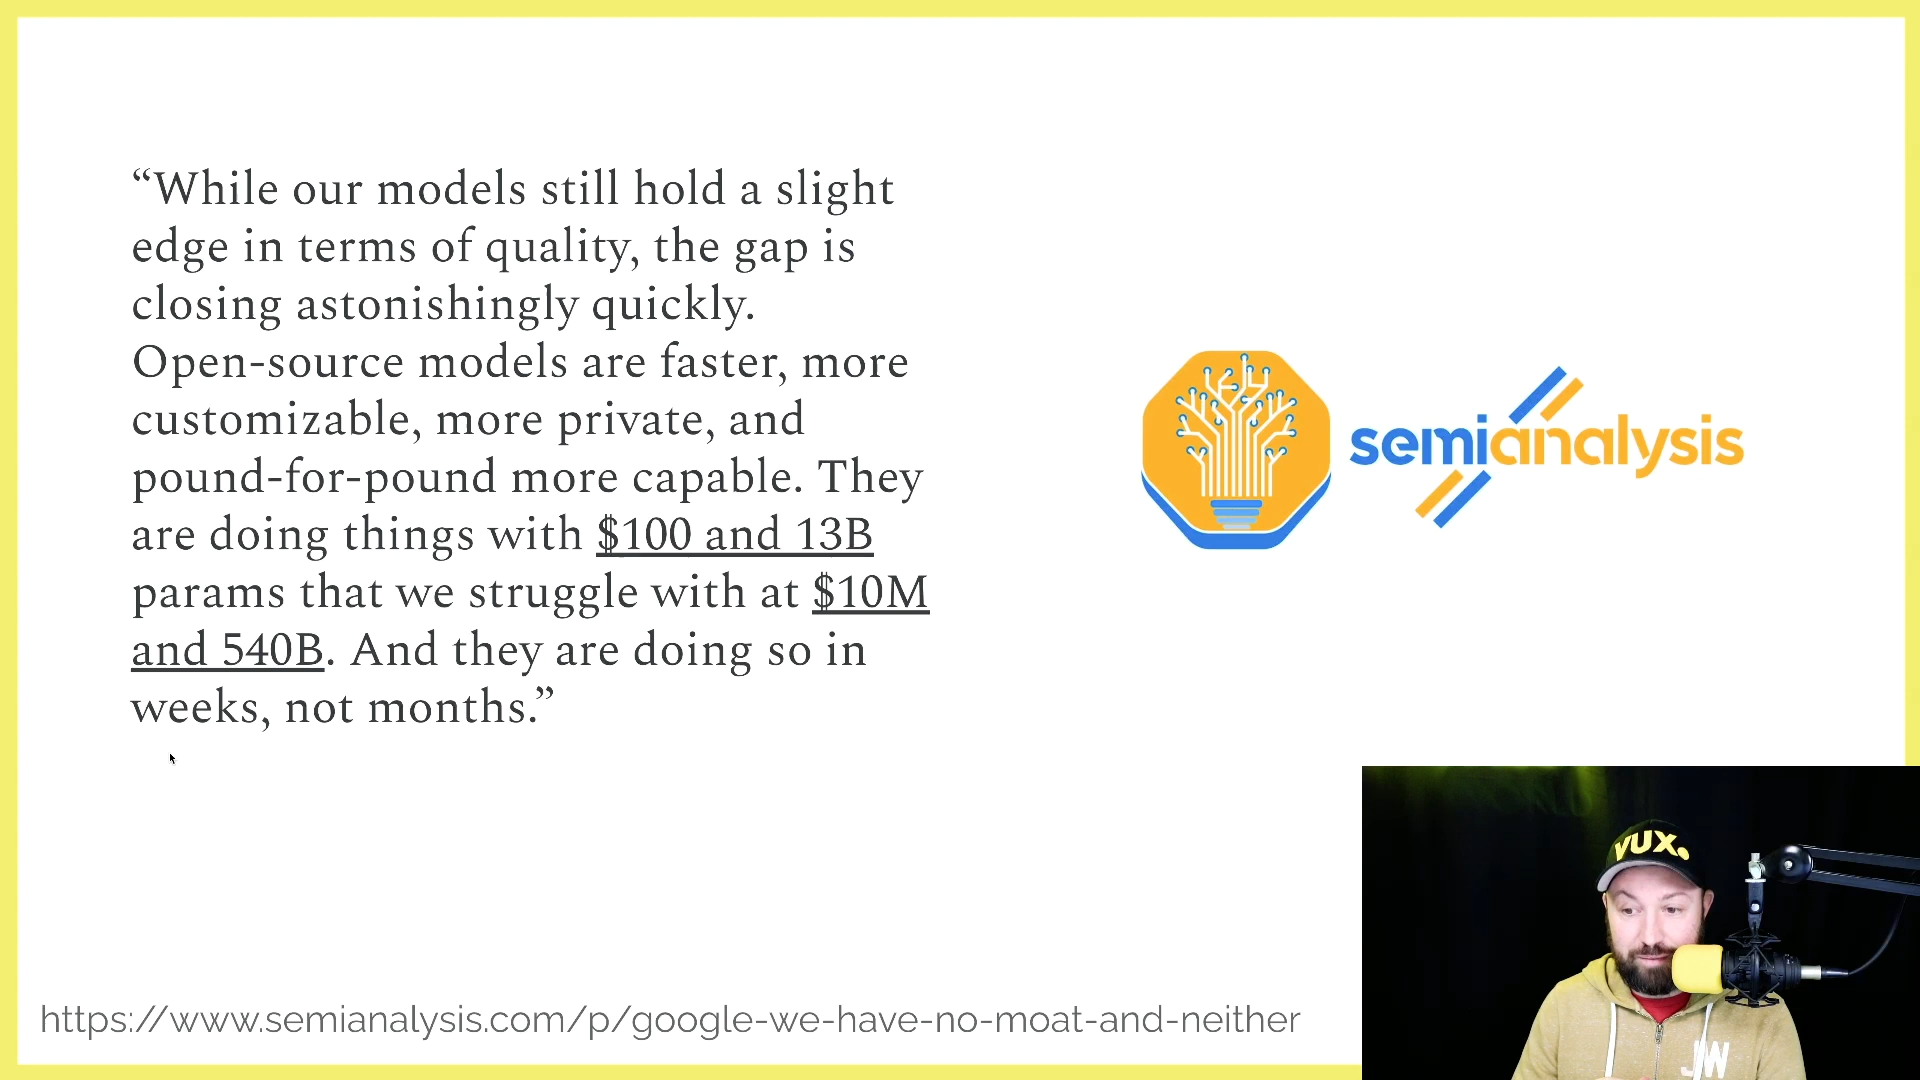 “While our models still hold a slight
edge in terms of quality, the gap is
closing astonishingly quickly.
Open-source models are faster, more
customizable, more private, and
pound-for-pound more capable. They
are doing things with $100 and 13B
params that we struggle with at $10M
and 540B. And they are doing so in
weeks, not months.”
semianalysis
VUX.
JW
https://www.semianalysis.com/p/google-we-have-no-moat-and-neither